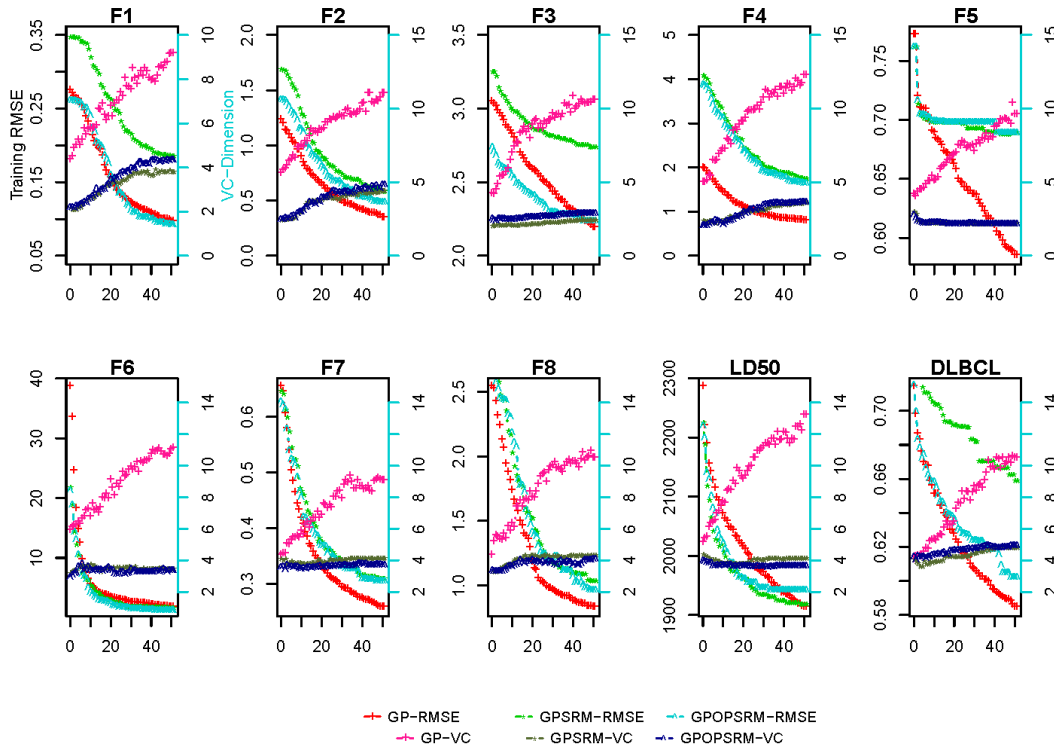 F1 F2 F3 F4 F5
Training RMSE
VC-Dimension
0.05 0.15 0.25 0.35
0 2 4 6 8 10
0 20 40
0.0 0.5 1.0 1.5 2.0
0 5 10 15
0 20 40
2.0 2.5 3.0 3.5
0 5 10 15
0 20 40
0 1 2 3 4 5
0 5 10 15
0 20 40
0.60 0.65 0.70 0.75
0 5 10 15
0 20 40
F6 F7 F8 LD50 DLBCL
10 20 30 40
2 4 6 8 10 14
0 20 40
0.3 0.4 0.5 0.6
2 4 6 8 10 14
0 20 40
1.0 1.5 2.0 2.5
2 4 6 8 10 14
0 20 40
1900 2000 2100 2200 2300
2 4 6 8 10 14
0 20 40
0.58 0.62 0.66 0.70
2 4 6 8 10 14
0 20 40
GP-RMSE GPSRM-RMSE GPOPSRM-RMSE
GP-VC GPSRM-VC GPOPSRM-VC